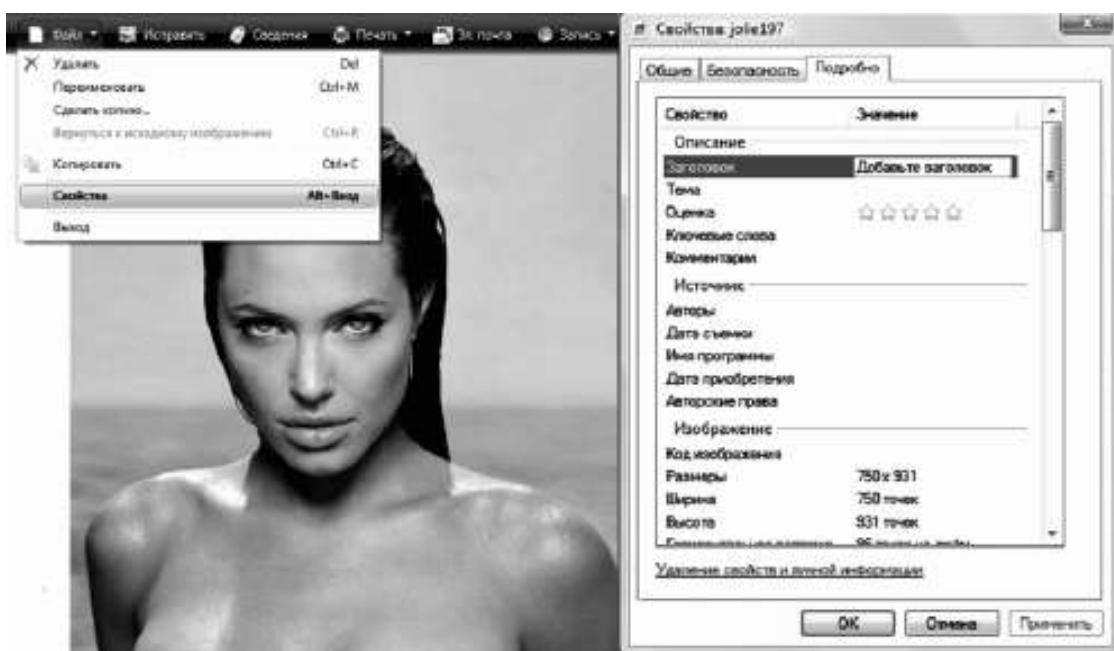 Файл Исправить Сведения Печать Эл. почта Запись
Удалить Del
Переименовать Ctrl+M
Сделать копию...
Вернуться к исходному изображению Ctrl+R
Копировать Ctrl+C
Свойства Alt+Ввод
Выход
Свойства: jolie197
Общие Безопасность Подробно
Свойство Значение
Описание
Заголовок Добавьте заголовок
Тема
Оценка
Ключевые слова
Комментарии
Источник
Авторы
Дата съемки
Имя программы
Дата приобретения
Авторские права
Изображение
Код изображения
Размеры 750 x 931
Ширина 750 точек
Высота 931 точек
Удаление свойств и личной информации
OK Отмена Применить